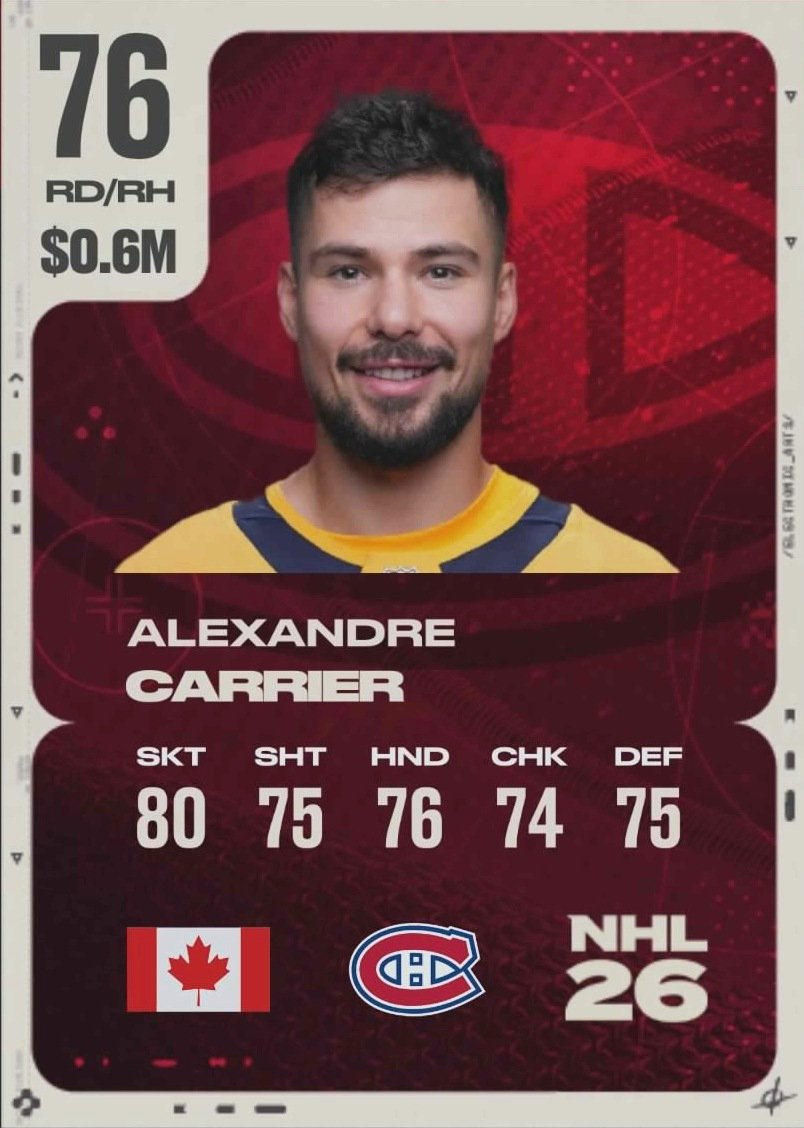 76
RD/RH
$0.6M
ALEXANDRE
CARRIER
SKT SHT HND CHK DEF
80 75 76 74 75
NHL
26